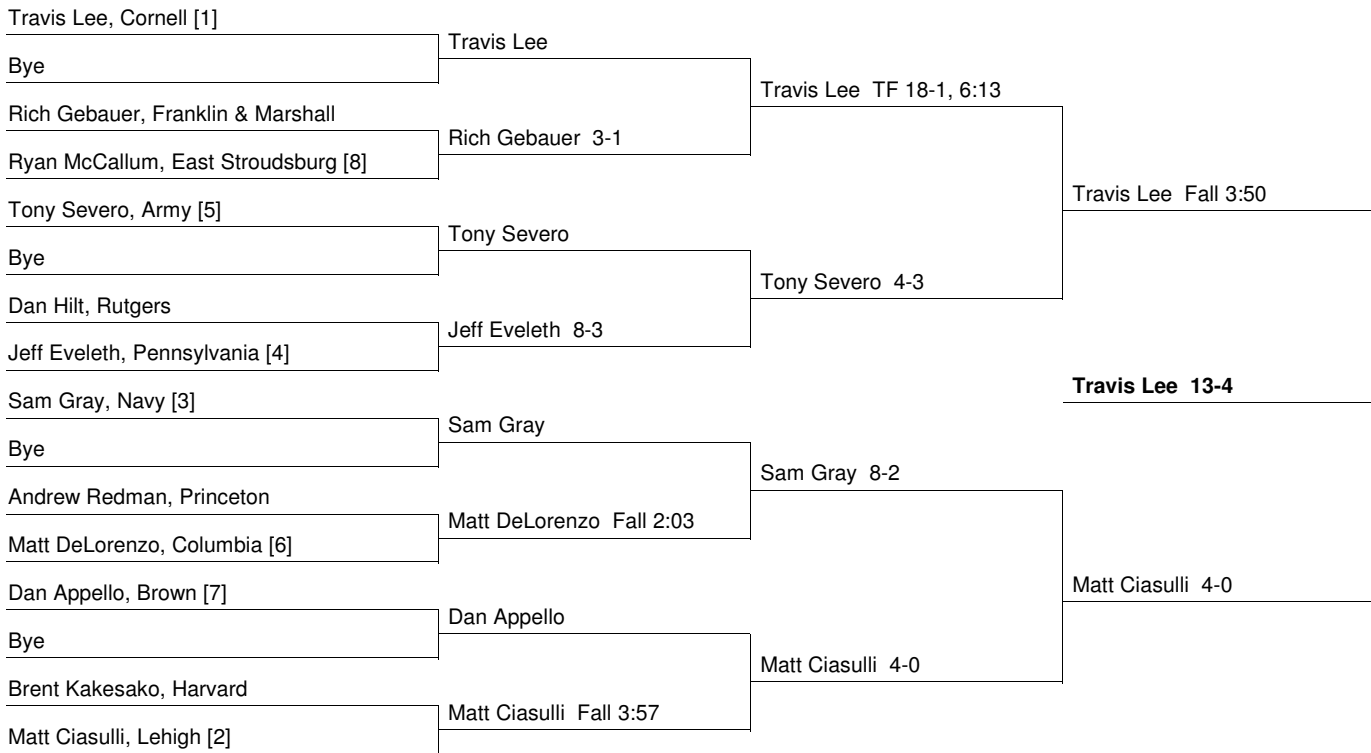 Travis Lee, Cornell [1]
Bye
Rich Gebauer, Franklin & Marshall
Ryan McCallum, East Stroudsburg [8]
Tony Severo, Army [5]
Bye
Dan Hilt, Rutgers
Jeff Eveleth, Pennsylvania [4]
Sam Gray, Navy [3]
Bye
Andrew Redman, Princeton
Matt DeLorenzo, Columbia [6]
Dan Appello, Brown [7]
Bye
Brent Kakesako, Harvard
Matt Ciasulli, Lehigh [2]
Travis Lee
Rich Gebauer 3-1
Tony Severo
Jeff Eveleth 8-3
Sam Gray
Matt DeLorenzo Fall 2:03
Dan Appello
Matt Ciasulli Fall 3:57
Travis Lee TF 18-1, 6:13
Tony Severo 4-3
Sam Gray 8-2
Matt Ciasulli 4-0
Travis Lee Fall 3:50
Travis Lee 13-4
Matt Ciasulli 4-0